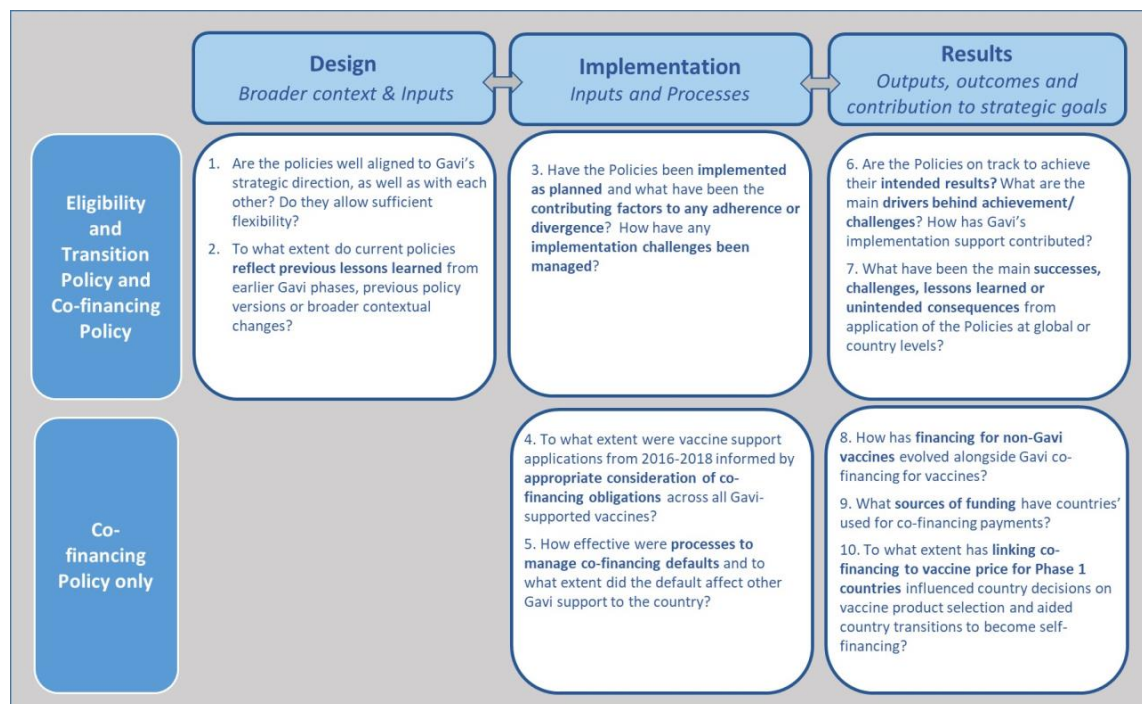 Design
Broader context & Inputs
Implementation
Inputs and Processes
Results
Outputs, outcomes and
contribution to strategic goals
Eligibility
and
Transition
Policy and
Co-financing
Policy
1. Are the policies well aligned to Gavi's
strategic direction, as well as with each
other? Do they allow sufficient
flexibility?
2. To what extent do current policies
reflect previous lessons learned from
earlier Gavi phases, previous policy
versions or broader contextual
changes?
3. Have the Policies been implemented
as planned and what have been the
contributing factors to any adherence or
divergence? How have any
implementation challenges been
managed?
6. Are the Policies on track to achieve
their intended results? What are the
main drivers behind achievement/
challenges? How has Gavi's
implementation support contributed?
7. What have been the main successes,
challenges, lessons learned or
unintended consequences from
application of the Policies at global or
country levels?
Co-
financing
Policy only
4. To what extent were vaccine support
applications from 2016-2018 informed by
appropriate consideration of co-
financing obligations across all Gavi-
supported vaccines?
5. How effective were processes to
manage co-financing defaults and to
what extent did the default affect other
Gavi support to the country?
8. How has financing for non-Gavi
vaccines evolved alongside Gavi co-
financing for vaccines?
9. What sources of funding have countries'
used for co-financing payments?
10. To what extent has linking co-
financing to vaccine price for Phase 1
countries influenced country decisions on
vaccine product selection and aided
country transitions to become self-
financing?